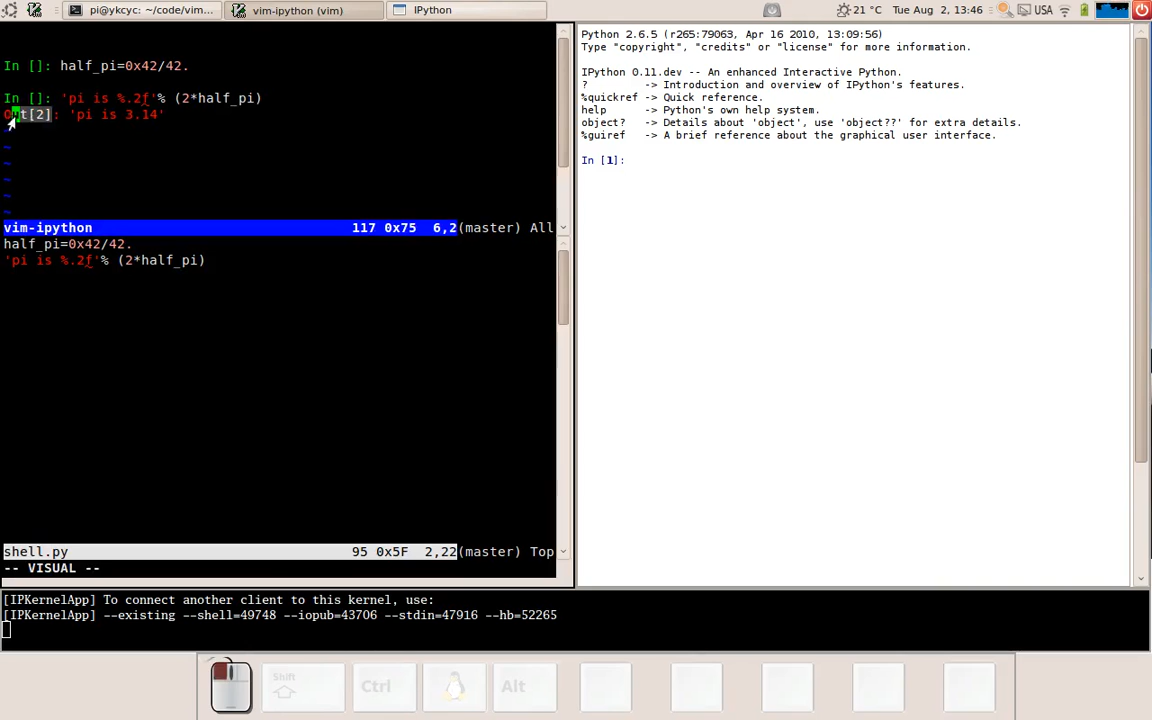 pi@ykcyc: ~/code/vim... vim-ipython (vim) IPython 21 °C Tue Aug 2, 13:46 USA
In []: half_pi=0x42/42.
In []: 'pi is %.2f'% (2*half_pi)
Out[2]: 'pi is 3.14'
~
~
~
~
~
~
vim-ipython 117 0x75 6,2(master) All
half_pi=0x42/42.
'pi is %.2f'% (2*half_pi)
shell.py 95 0x5F 2,22(master) Top
-- VISUAL --
Python 2.6.5 (r265:79063, Apr 16 2010, 13:09:56)
Type "copyright", "credits" or "license" for more information.
IPython 0.11.dev -- An enhanced Interactive Python.
? -> Introduction and overview of IPython's features.
%quickref -> Quick reference.
help -> Python's own help system.
object? -> Details about 'object', use 'object??' for extra details.
%guiref -> A brief reference about the graphical user interface.
In [1]:
[IPKernelApp] To connect another client to this kernel, use:
[IPKernelApp] --existing --shell=49748 --iopub=43706 --stdin=47916 --hb=52265
Shift Ctrl Alt